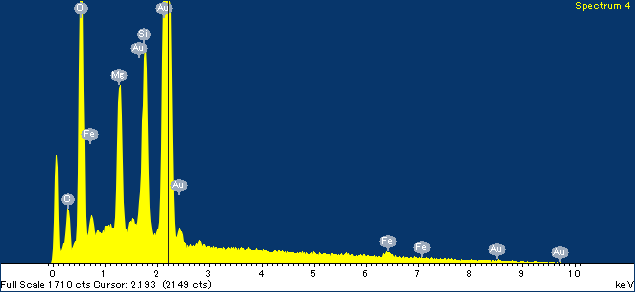 Spectrum 4
O
Au
Si
Au
Mg
Fe
Au
Fe
Fe
Au
Au
0 1 2 3 4 5 6 7 8 9 10
Full Scale 1710 cts Cursor: 2.193 (2149 cts) keV